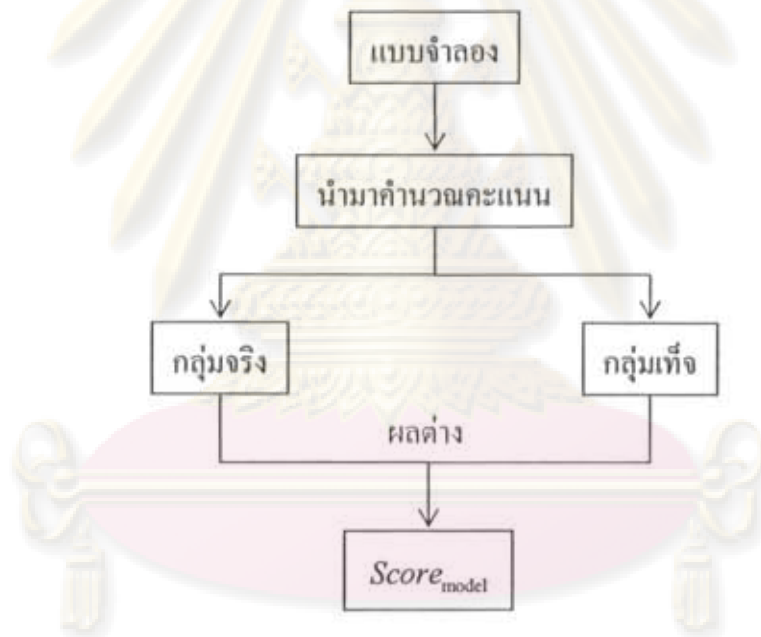 แบบจำลอง
นำมาคำนวณคะแนน
กลุ่มจริง
กลุ่มเท็จ
ผลต่าง
Score model